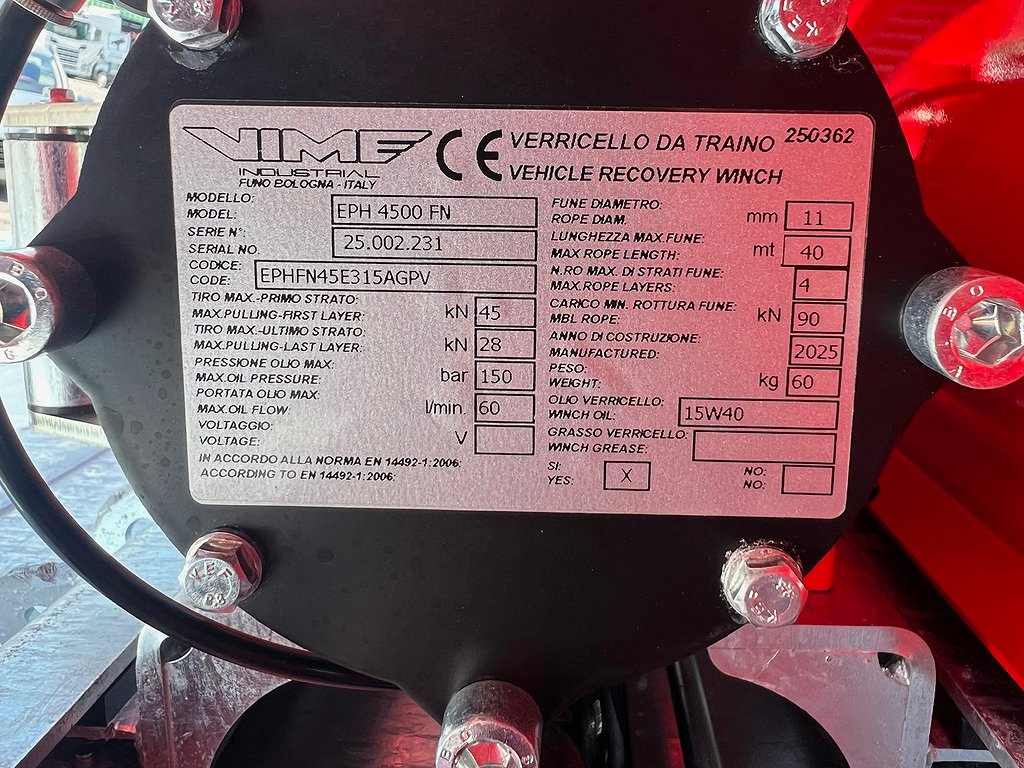 VIME
INDUSTRIAL
FUNO BOLOGNA - ITALY
CE
VERRICELLO DA TRAINO 250362
VEHICLE RECOVERY WINCH
MODELLO:
MODEL: EPH 4500 FN
SERIE N°:
SERIAL NO. 25.002.231
CODICE:
CODE: EPHFN45E315AGPV
TIRO MAX.-PRIMO STRATO:
MAX.PULLING-FIRST LAYER: kN 45
TIRO MAX.-ULTIMO STRATO:
MAX.PULLING-LAST LAYER: kN 28
PRESSIONE OLIO MAX:
MAX.OIL PRESSURE: bar 150
PORTATA OLIO MAX:
MAX.OIL FLOW: l/min. 60
VOLTAGGIO:
VOLTAGE: V
IN ACCORDO ALLA NORMA EN 14492-1:2006:
ACCORDING TO EN 14492-1:2006:
FUNE DIAMETRO:
ROPE DIAM. mm 11
LUNGHEZZA MAX.FUNE:
MAX ROPE LENGTH: mt 40
N.RO MAX. DI STRATI FUNE:
MAX.ROPE LAYERS: 4
CARICO MIN. ROTTURA FUNE:
MBL ROPE: kN 90
ANNO DI COSTRUZIONE:
MANUFACTURED: 2025
PESO:
WEIGHT: kg 60
OLIO VERRICELLO:
WINCH OIL: 15W40
GRASSO VERRICELLO:
WINCH GREASE:
SI: NO:
YES: X NO:
KET
8.8